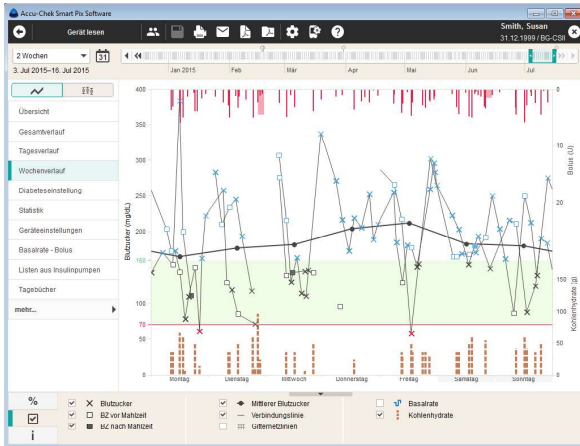 Accu-Chek Smart Pix Software
Gerät lesen
Smith, Susan
31.12.1999 / BG-CSII
2 Wochen
31
3. Jul 2015–16. Jul 2015
Jan 2015 Feb Mär Apr Mai Jun Jul
Übersicht
Gesamtverlauf
Tagesverlauf
Wochenverlauf
Diabeteseinstellung
Statistik
Geräteeinstellungen
Basalrate - Bolus
Listen aus Insulinpumpen
Tagebücher
mehr...
Blutzucker (mg/dL)
400
350
300
250
200
160
100
70
50
0
Bolus (U)
0
10
20
Kohlenhydrate (g)
150
100
50
0
Montag Dienstag Mittwoch Donnerstag Freitag Samstag Sonntag
%
i
Blutzucker
BZ vor Mahlzeit
BZ nach Mahlzeit
Mittlerer Blutzucker
Verbindungslinie
Gitternetzlinien
Basalrate
Kohlenhydrate